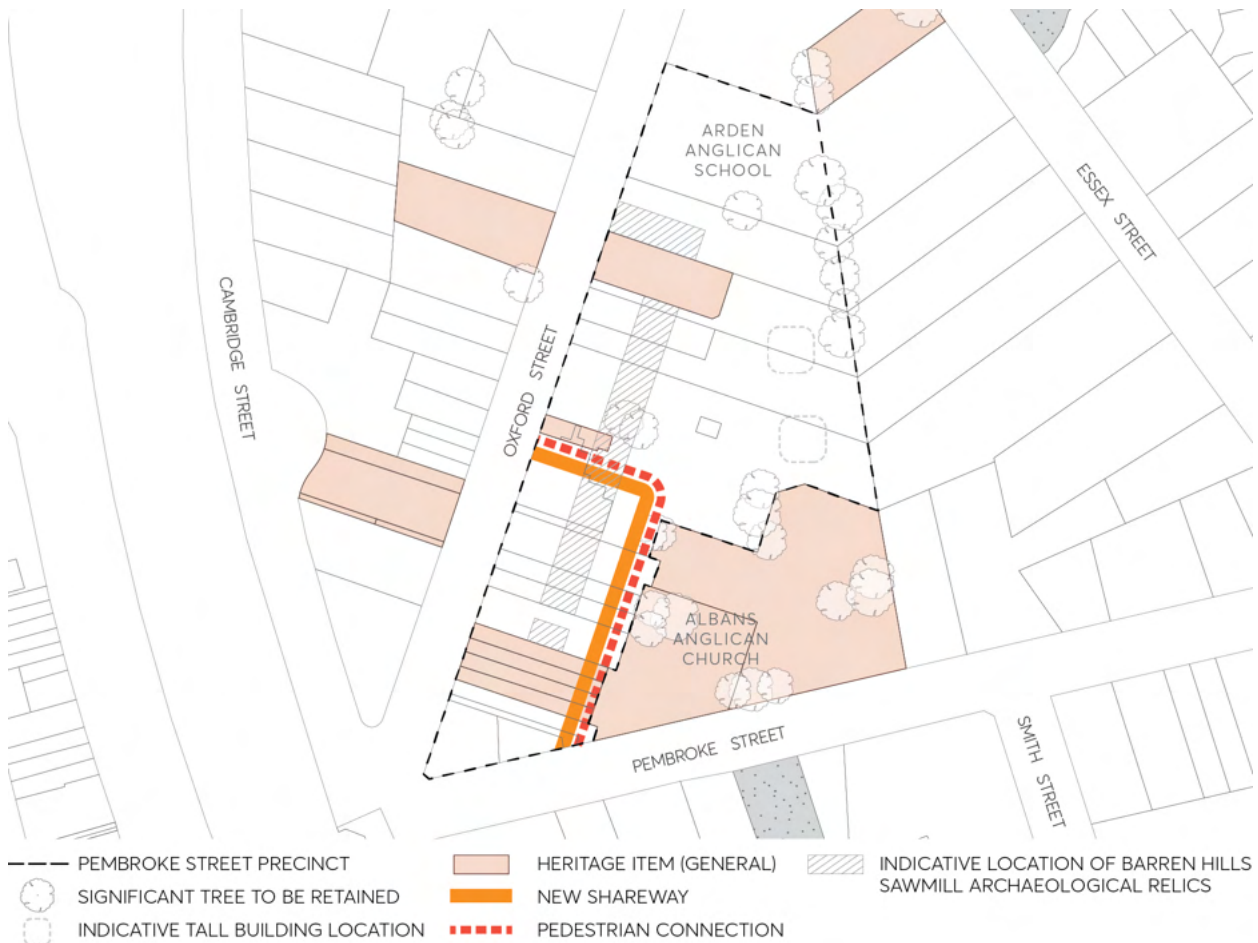 ARDEN
ANGLICAN
SCHOOL
ESSEX STREET
CAMBRIDGE STREET
OXFORD STREET
ALBANS
ANGLICAN
CHURCH
PEMBROKE STREET
SMITH STREET
PEMBROKE STREET PRECINCT
SIGNIFICANT TREE TO BE RETAINED
INDICATIVE TALL BUILDING LOCATION
HERITAGE ITEM (GENERAL)
NEW SHAREWAY
PEDESTRIAN CONNECTION
INDICATIVE LOCATION OF BARREN HILLS
SAWMILL ARCHAEOLOGICAL RELICS